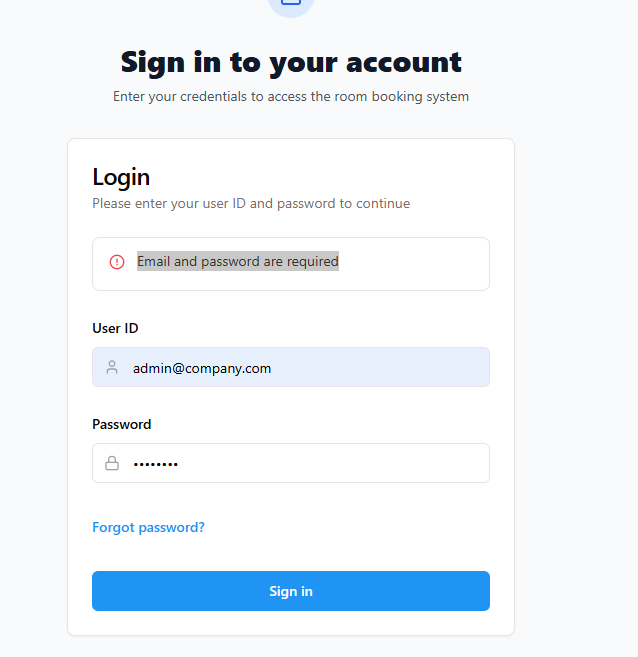 Sign in to your account
Enter your credentials to access the room booking system
Login
Please enter your user ID and password to continue
Email and password are required
User ID
admin@company.com
Password
••••••••
Forgot password?
Sign in